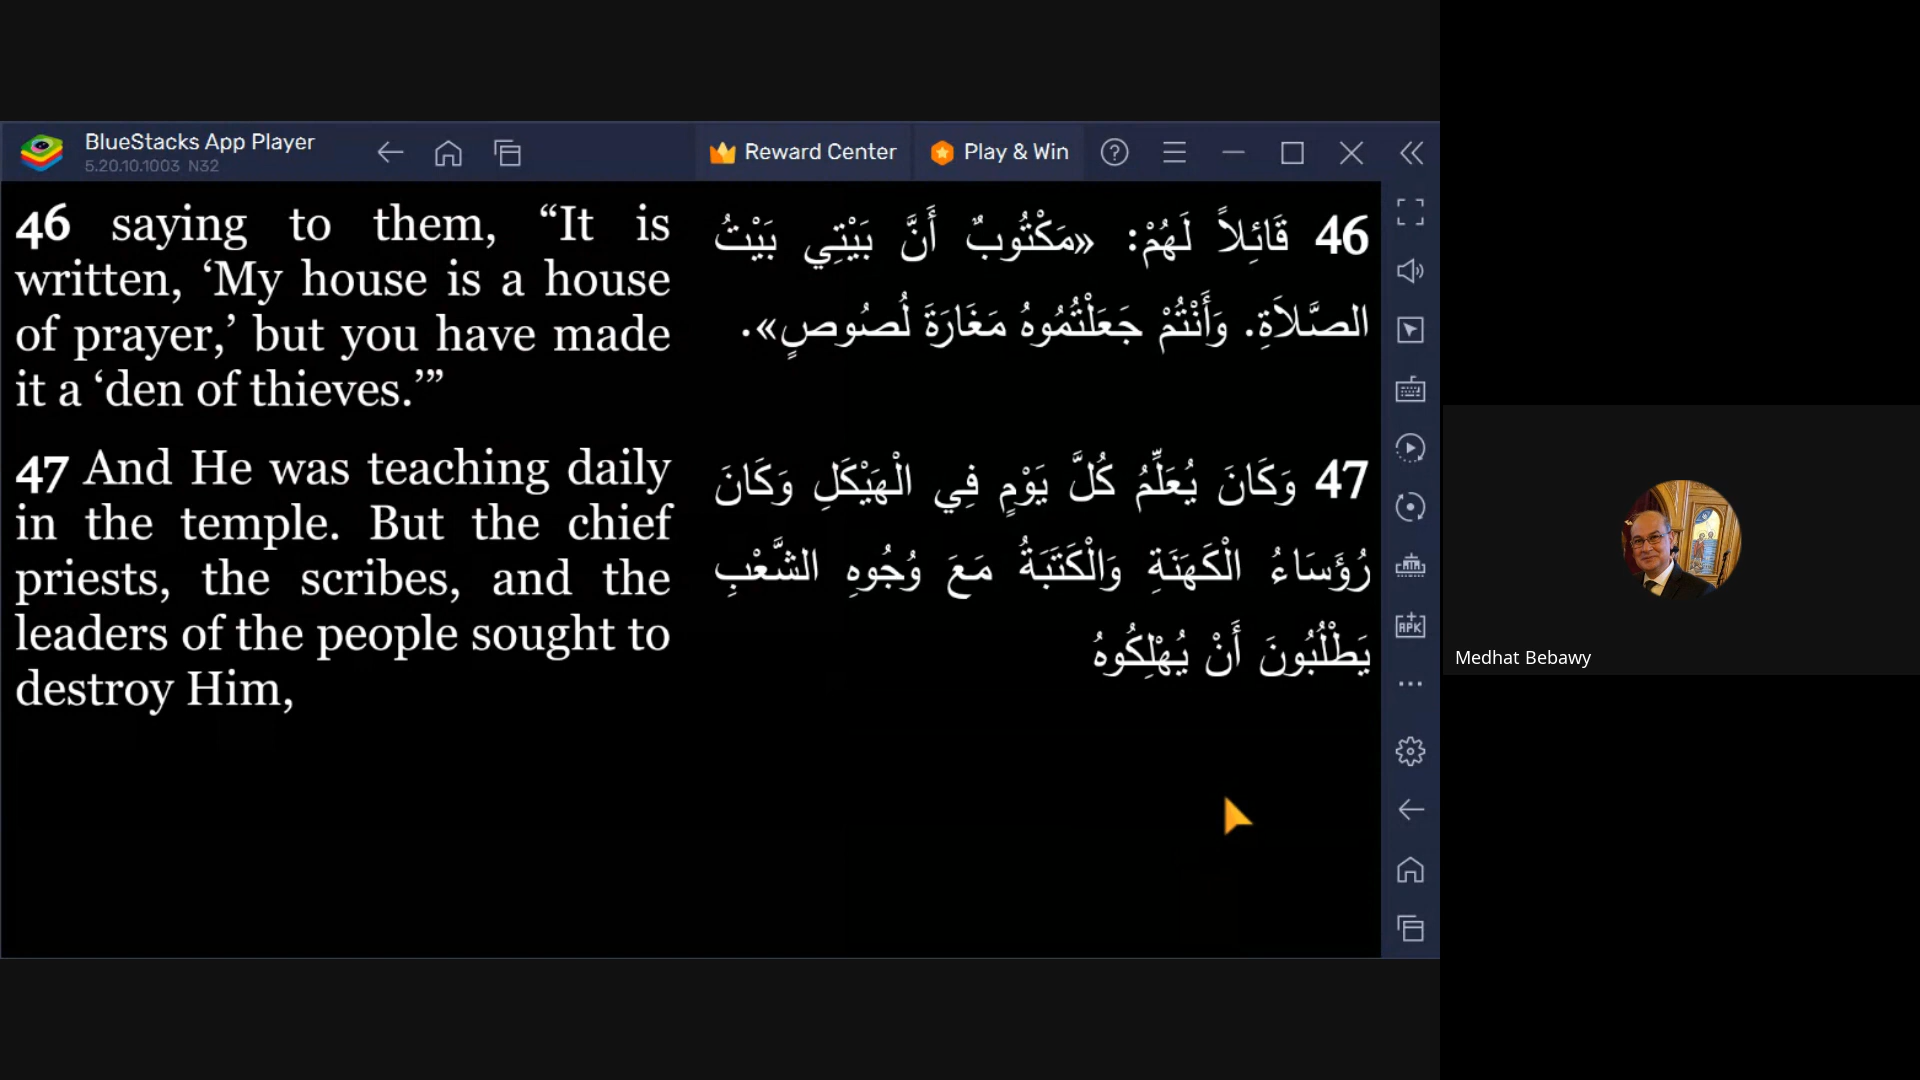 BlueStacks App Player
5.20.10.1003 N32
Reward Center
Play & Win
46 saying to them, “It is
written, ‘My house is a house
of prayer,’ but you have made
it a ‘den of thieves.’”
46 قَائِلاً لَهُمْ: «مَكْتُوبٌ أَنَّ بَيْتِي بَيْتُ
الصَّلاَةِ. وَأَنْتُمْ جَعَلْتُمُوهُ مَغَارَةَ لُصُوصٍ».
47 And He was teaching daily
in the temple. But the chief
priests, the scribes, and the
leaders of the people sought to
destroy Him,
47 وَكَانَ يُعَلِّمُ كُلَّ يَوْمٍ فِي الْهَيْكَلِ وَكَانَ
رُؤَسَاءُ الْكَهَنَةِ وَالْكَتَبَةُ مَعَ وُجُوهِ الشَّعْبِ
يَطْلُبُونَ أَنْ يُهْلِكُوهُ
APK
Medhat Bebawy